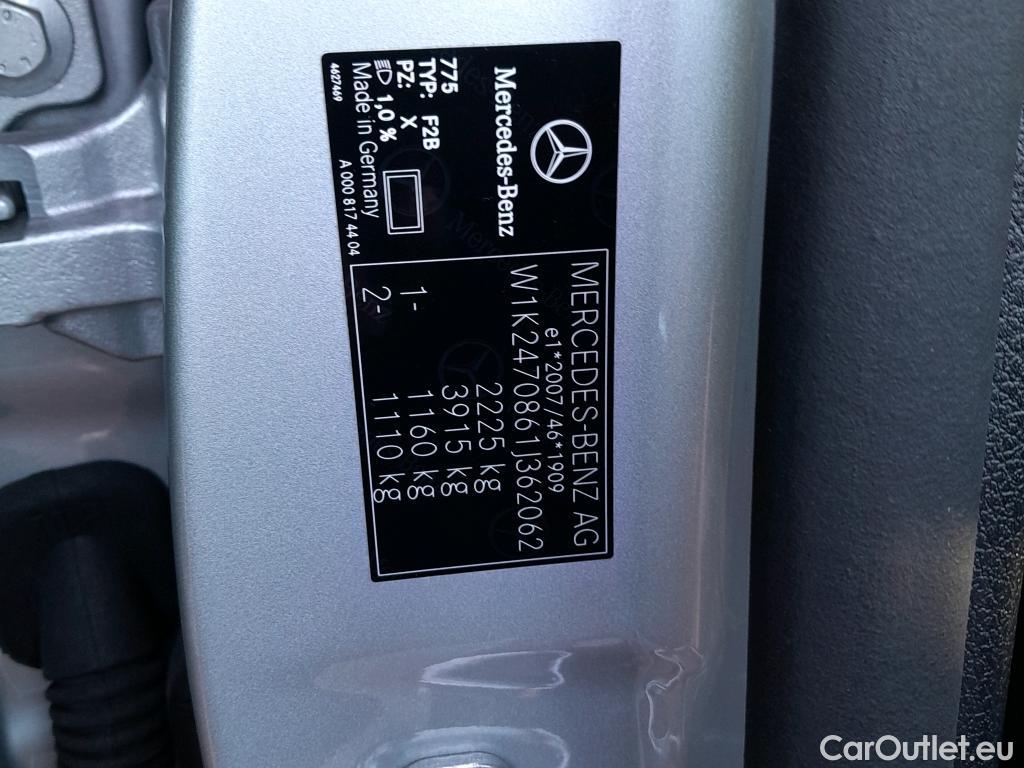 MERCEDES-BENZ AG
e1*2007/46*1909
W1K2470861J362062
2225 kg
3915 kg
1- 1160 kg
2- 1110 kg
Mercedes-Benz
775
TYP: F2B
PZ: X
1,0 %
Made in Germany
4627469 A 000 817 44 04
CarOutlet.eu